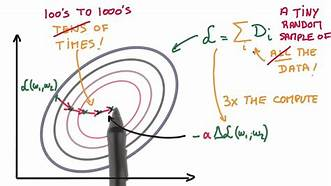 100's TO 1000's
TENS OF
TIMES!
A TINY
RANDOM
SAMPLE OF
ALL THE
DATA!
ℒ = Σᵢ Dᵢ
ℒ(ω₁,ω₂)
3x THE COMPUTE
-α Δℒ(ω₁,ω₂)